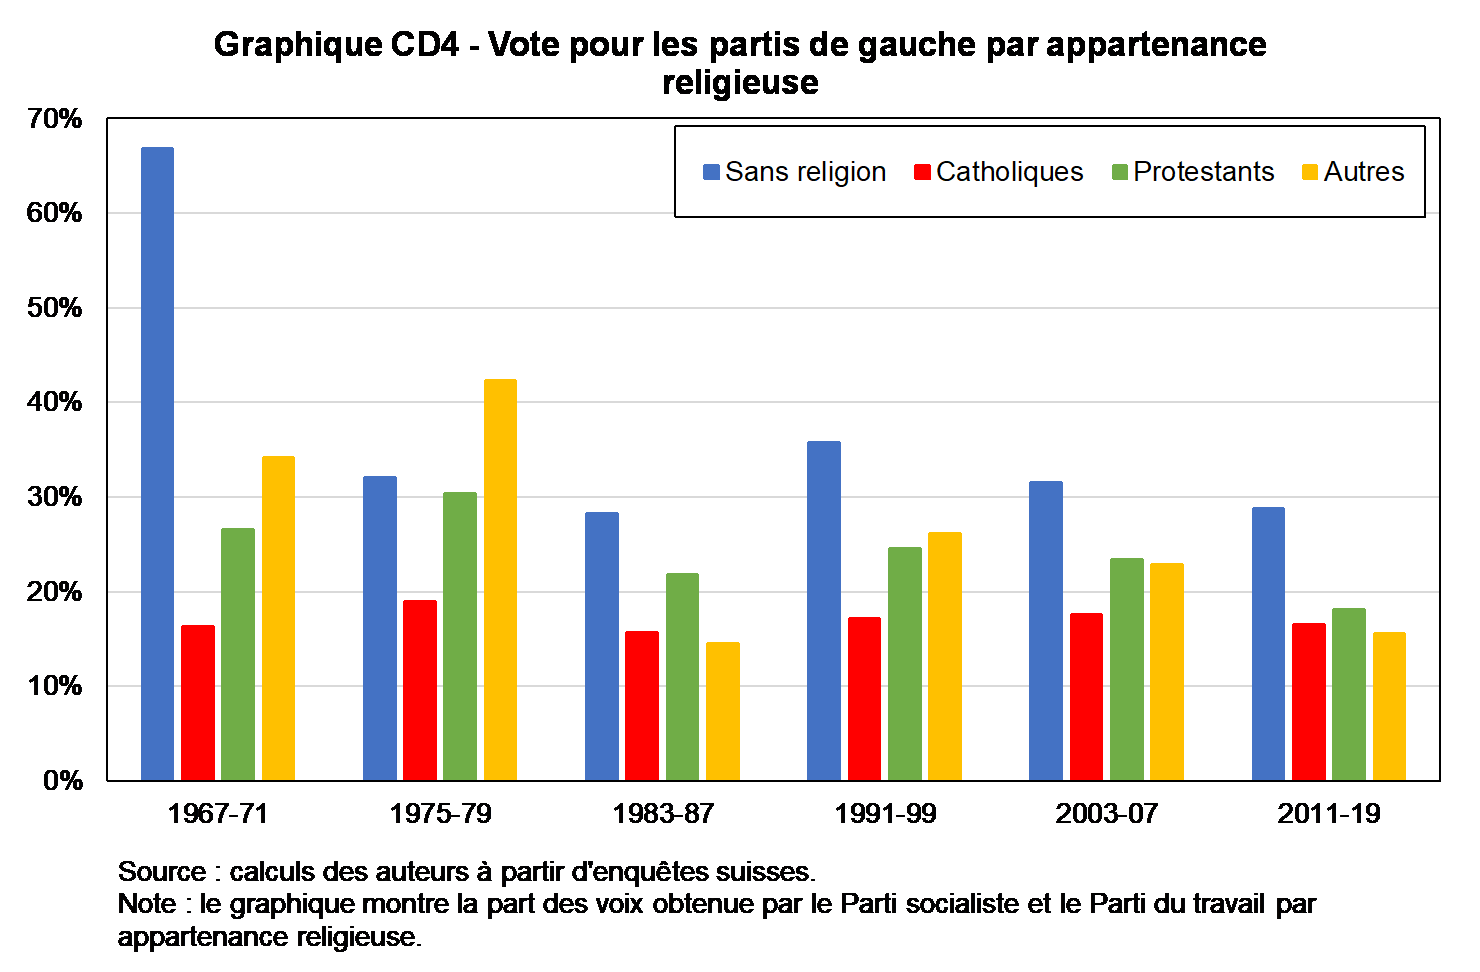 Graphique CD4 - Vote pour les partis de gauche par appartenance
religieuse
70%
60%
50%
40%
30%
20%
10%
0%
Sans religion Catholiques Protestants Autres
1967-71 1975-79 1983-87 1991-99 2003-07 2011-19
Source : calculs des auteurs à partir d'enquêtes suisses.
Note : le graphique montre la part des voix obtenue par le Parti socialiste et le Parti du travail par
appartenance religieuse.